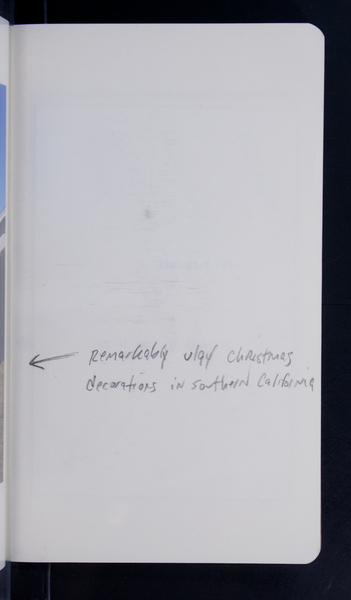 ← Remarkably ugly Christmas
decorations in southern California